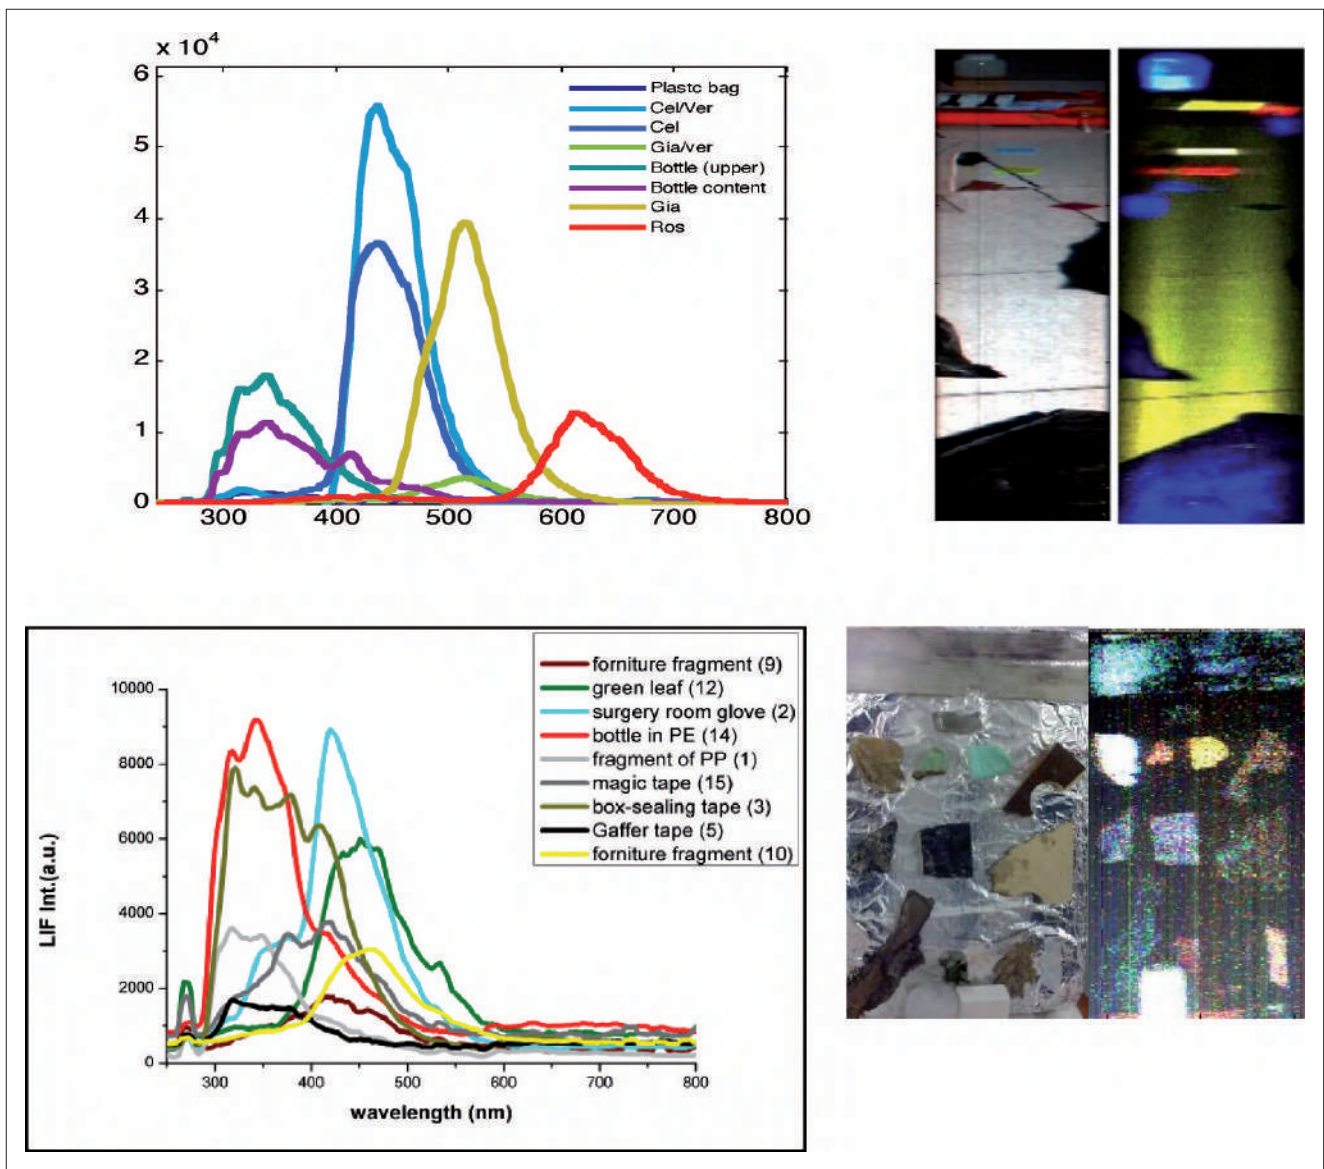 x 10⁴
6
5
4
3
2
1
0
300 400 500 600 700 800
Plastc bag
Cel/Ver
Cel
Gia/ver
Bottle (upper)
Bottle content
Gia
Ros
10000
8000
6000
4000
2000
0
LIF Int.(a.u.)
300 400 500 600 700 800
wavelength (nm)
forniture fragment (9)
green leaf (12)
surgery room glove (2)
bottle in PE (14)
fragment of PP (1)
magic tape (15)
box-sealing tape (3)
Gaffer tape (5)
forniture fragment (10)